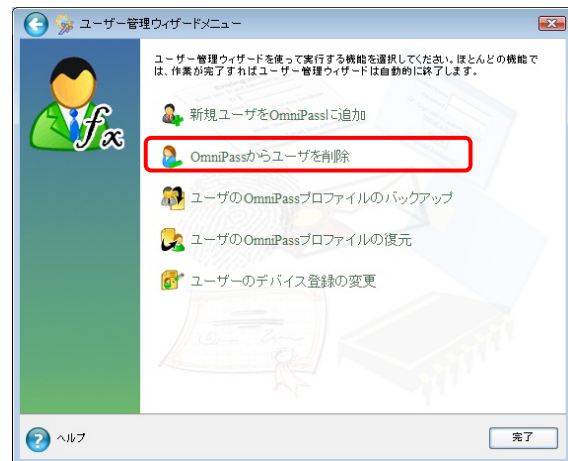 ユーザー管理ウィザードメニュー
ユーザー管理ウィザードを使って実行する機能を選択してください。ほとんどの機能で
は、作業が完了すればユーザー管理ウィザードは自動的に終了します。
fx
新規ユーザをOmniPassに追加
OmniPassからユーザを削除
ユーザのOmniPassプロファイルのバックアップ
ユーザのOmniPassプロファイルの復元
ユーザーのデバイス登録の変更
ヘルプ
完了